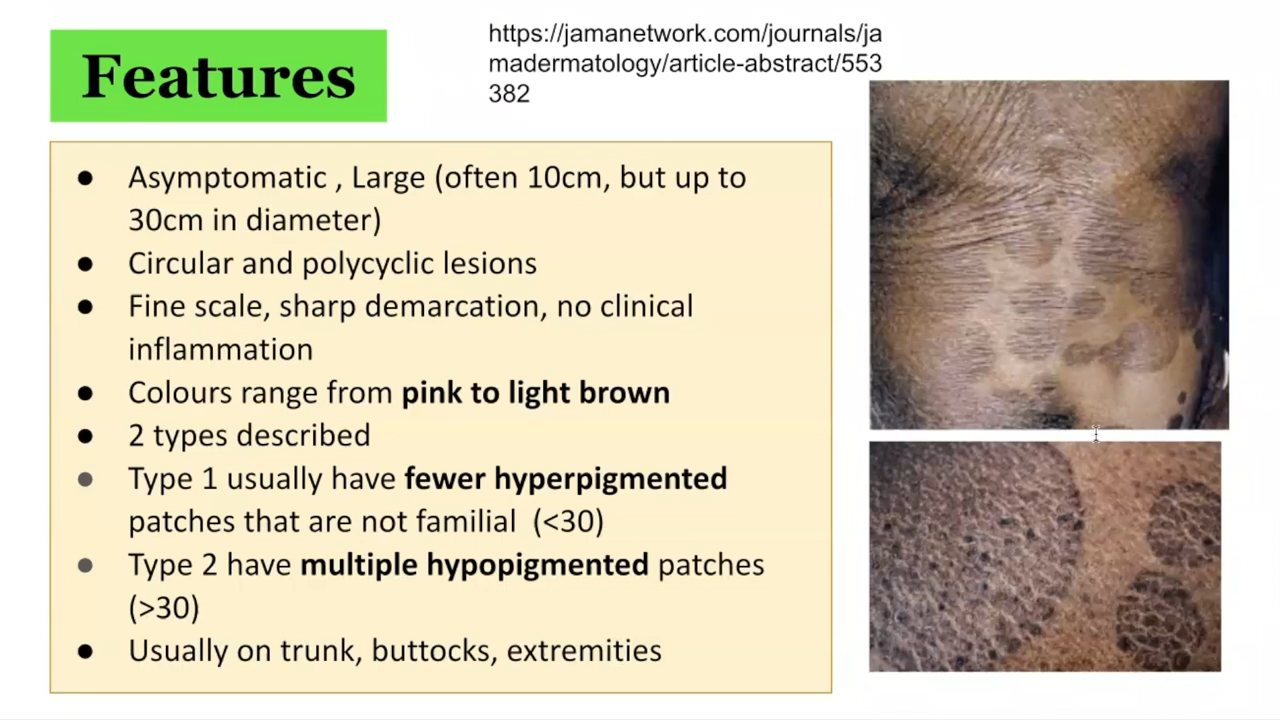 Features
https://jamanetwork.com/journals/ja
madermatology/article-abstract/553
382
● Asymptomatic , Large (often 10cm, but up to
30cm in diameter)
● Circular and polycyclic lesions
● Fine scale, sharp demarcation, no clinical
inflammation
● Colours range from pink to light brown
● 2 types described
● Type 1 usually have fewer hyperpigmented
patches that are not familial (<30)
● Type 2 have multiple hypopigmented patches
(>30)
● Usually on trunk, buttocks, extremities